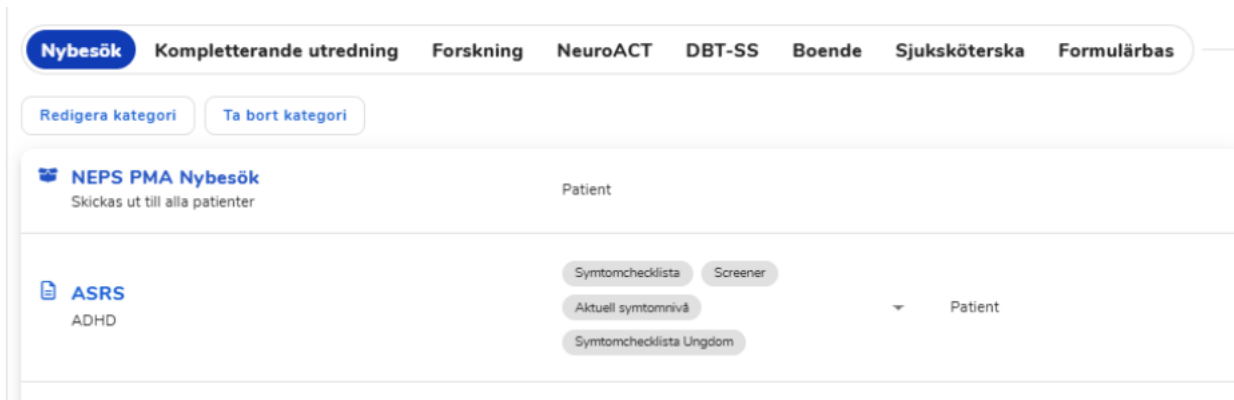 Nybesök Kompletterande utredning Forskning NeuroACT DBT-SS Boende Sjuksköterska Formulärbas
Redigera kategori Ta bort kategori
NEPS PMA Nybesök
Skickas ut till alla patienter
Patient
ASRS
ADHD
Symtomchecklista Screener
Aktuell symtomnivå
Symtomchecklista Ungdom
Patient